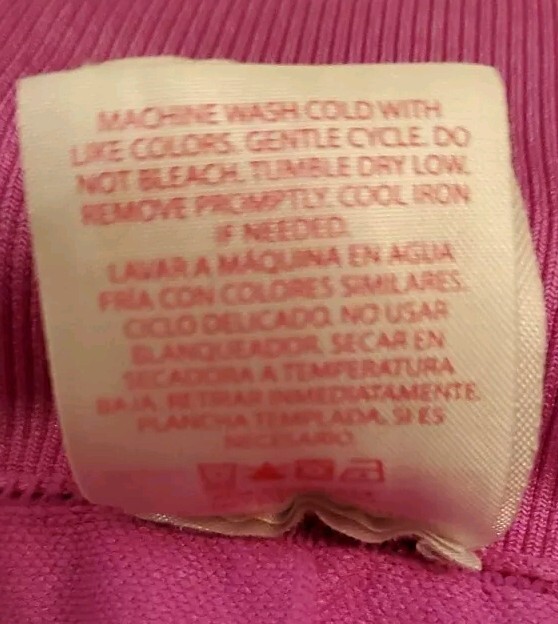 MACHINE WASH COLD WITH
LIKE COLORS. GENTLE CYCLE. DO
NOT BLEACH. TUMBLE DRY LOW.
REMOVE PROMPTLY. COOL IRON
IF NEEDED.
LAVAR A MÁQUINA EN AGUA
FRÍA CON COLORES SIMILARES.
CICLO DELICADO. NO USAR
BLANQUEADOR. SECAR EN
SECADORA A TEMPERATURA
BAJA. RETIRAR INMEDIATAMENTE.
PLANCHA TEMPLADA, SI ES
NECESARIO.